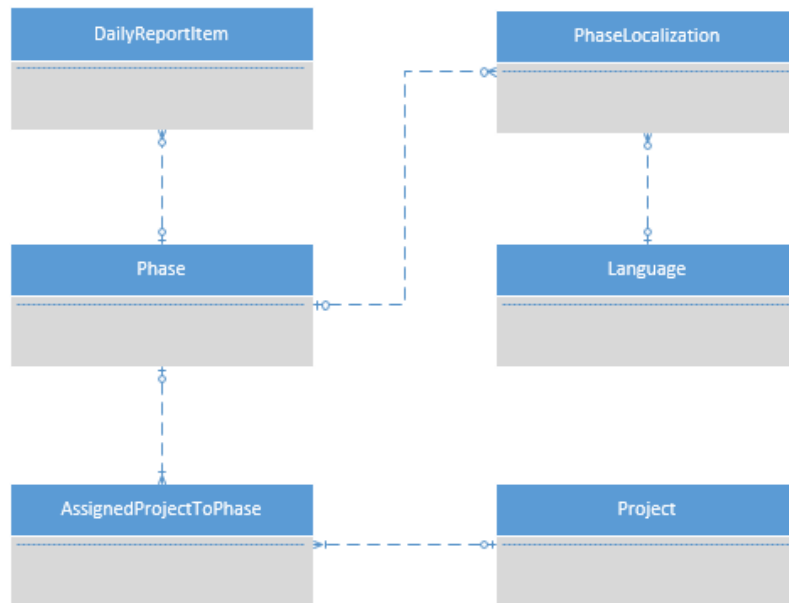 DailyReportItem
PhaseLocalization
Phase
Language
AssignedProjectToPhase
Project